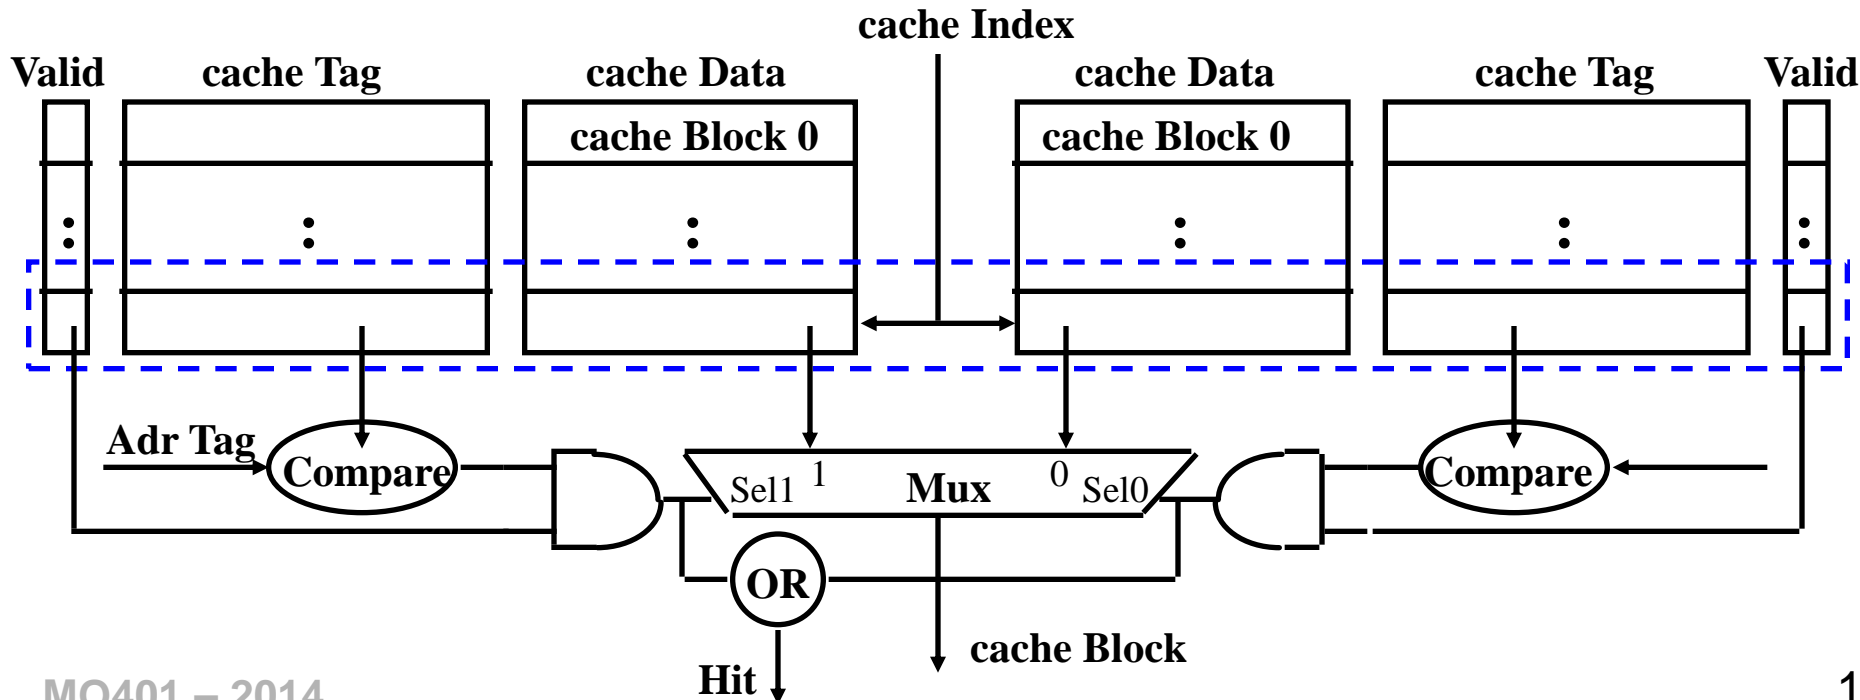 cache Index
Valid
cache Tag
cache Data
cache Data
cache Tag
Valid
cache Block 0
cache Block 0
Adr Tag
Compare
Sel1
1
Mux
0
Sel0
Compare
OR
cache Block
Hit
MO401 – 2014
1